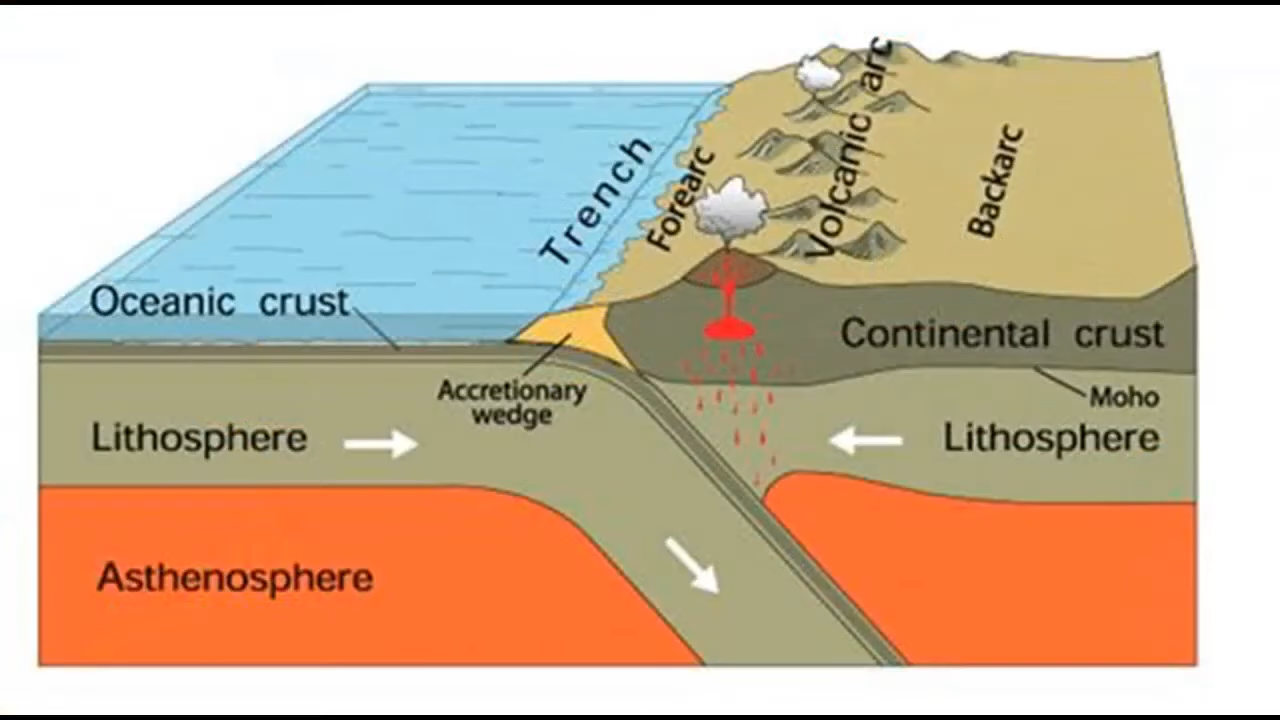 Trench
Forearc
Volcanic arc
Backarc
Oceanic crust
Continental crust
Accretionary
wedge
Moho
Lithosphere
Lithosphere
Asthenosphere